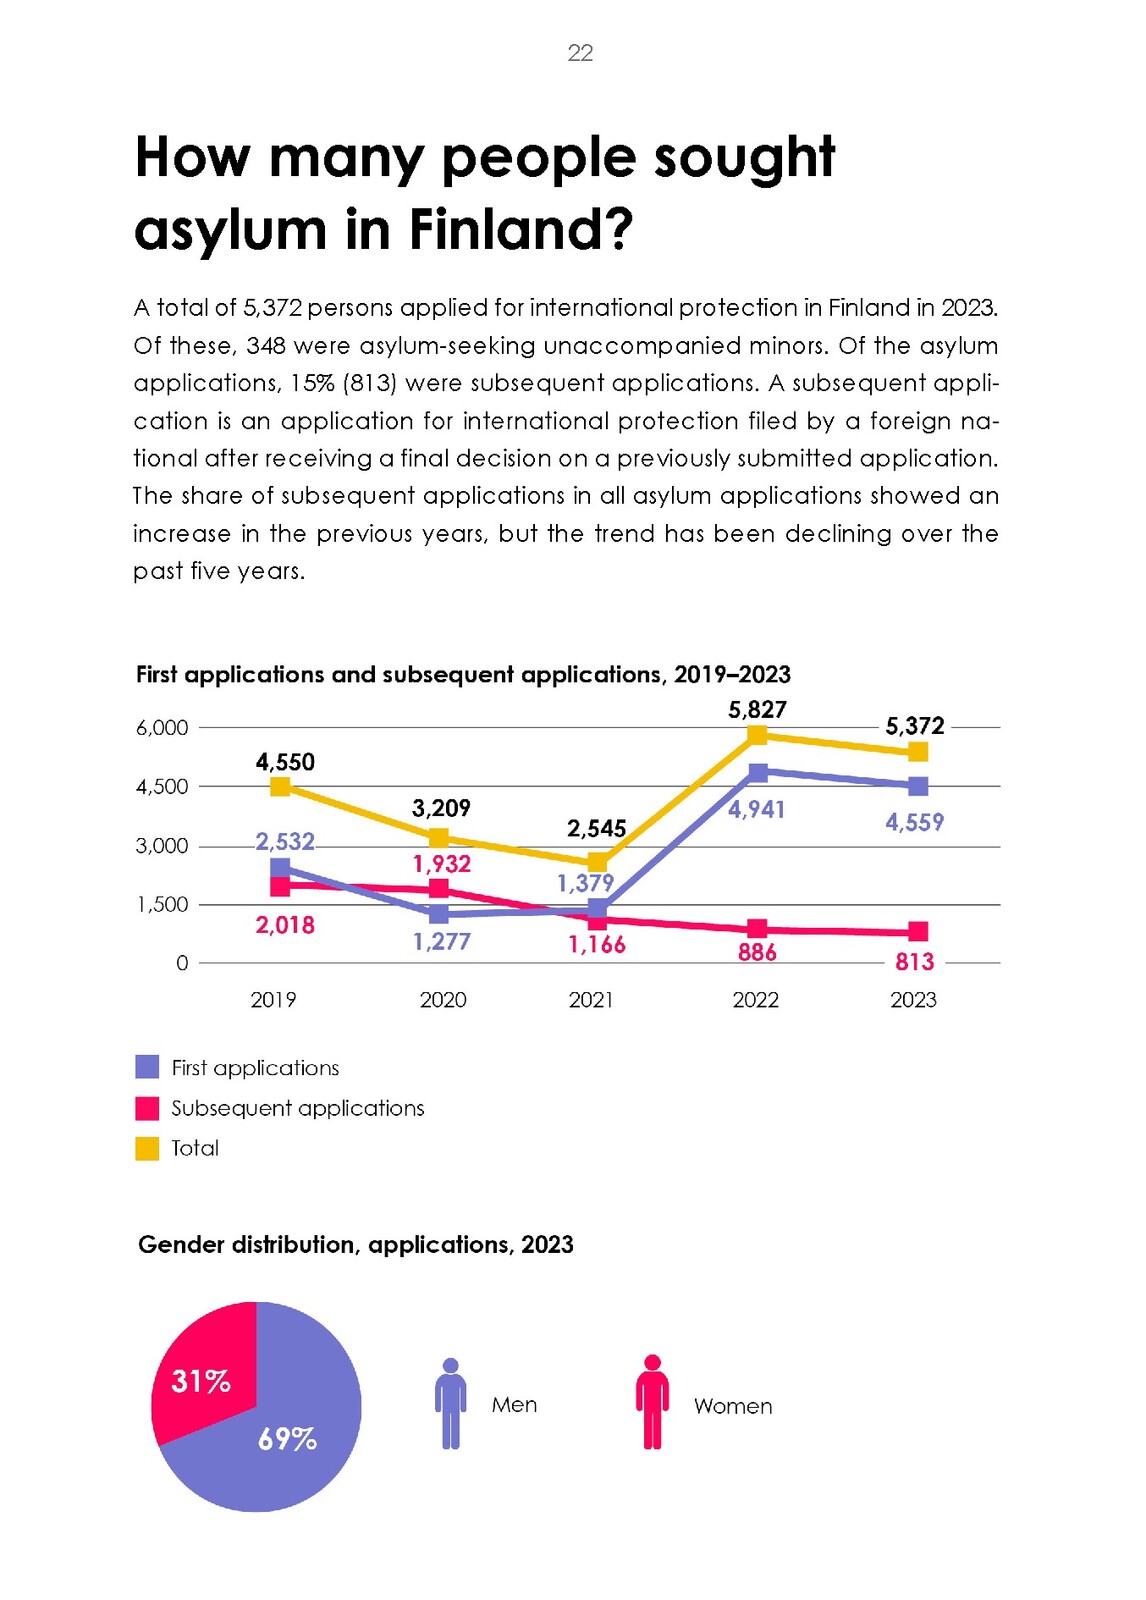 22
How many people sought
asylum in Finland?
A total of 5,372 persons applied for international protection in Finland in 2023.
Of these, 348 were asylum-seeking unaccompanied minors. Of the asylum
applications, 15% (813) were subsequent applications. A subsequent appli-
cation is an application for international protection filed by a foreign na-
tional after receiving a final decision on a previously submitted application.
The share of subsequent applications in all asylum applications showed an
increase in the previous years, but the trend has been declining over the
past five years.
First applications and subsequent applications, 2019–2023
5,827
6,000
5,372
4,550
4,500
3,209
4,941
4,559
2,545
2,532
3,000
1,932
1,379
1,500
2,018
1,277
1,166
886
813
0
2019 2020 2021 2022 2023
First applications
Subsequent applications
Total
Gender distribution, applications, 2023
31%
69%
Men
Women